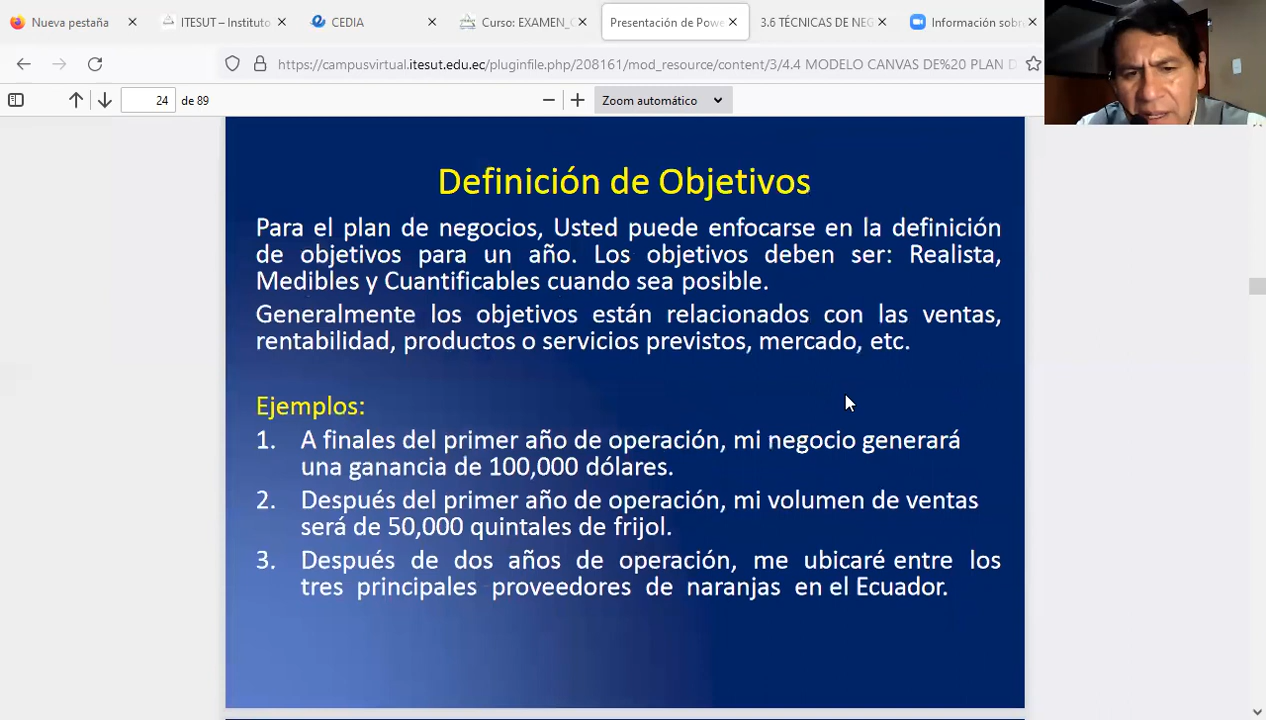 Nueva pestaña
ITESUT – Instituto
CEDIA
Curso: EXAMEN_C
Presentación de Powe
3.6 TÉCNICAS DE NEG
Información sobr
https://campusvirtual.itesut.edu.ec/pluginfile.php/208161/mod_resource/content/3/4.4 MODELO CANVAS DE%20 PLAN D
24 de 89
Zoom automático
Definición de Objetivos
Para el plan de negocios, Usted puede enfocarse en la definición
de objetivos para un año. Los objetivos deben ser: Realista,
Medibles y Cuantificables cuando sea posible.
Generalmente los objetivos están relacionados con las ventas,
rentabilidad, productos o servicios previstos, mercado, etc.
Ejemplos:
1. A finales del primer año de operación, mi negocio generará
una ganancia de 100,000 dólares.
2. Después del primer año de operación, mi volumen de ventas
será de 50,000 quintales de frijol.
3. Después de dos años de operación, me ubicaré entre los
tres principales proveedores de naranjas en el Ecuador.